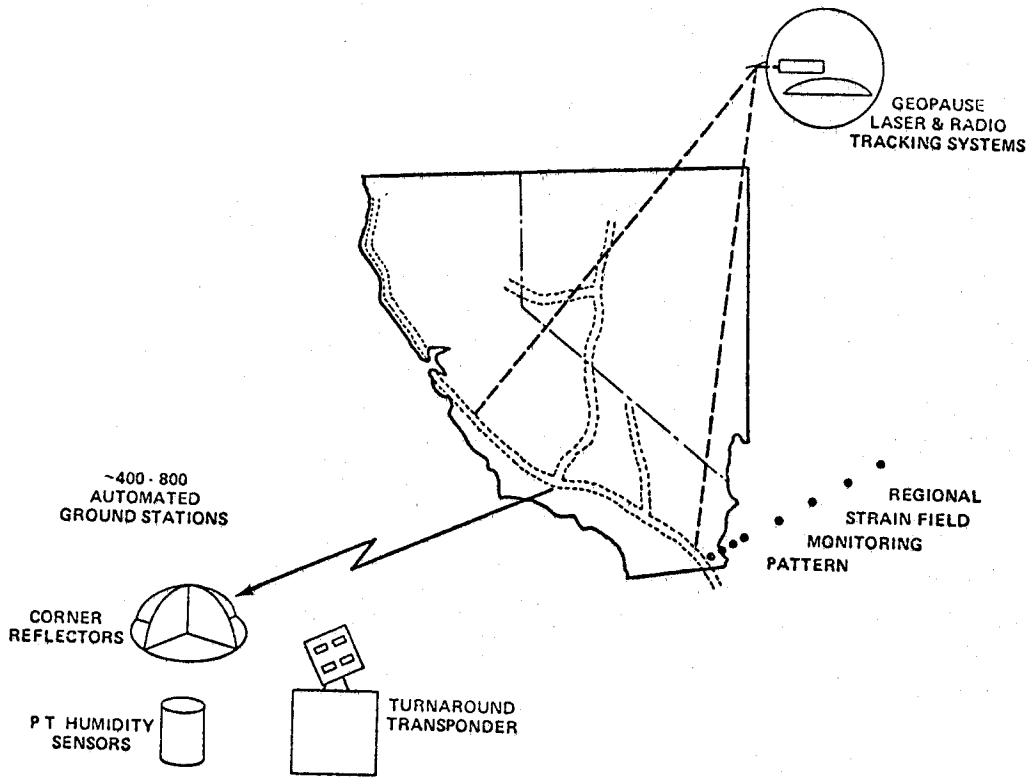 GEOPAUSE
LASER & RADIO
TRACKING SYSTEMS
~400 - 800
AUTOMATED
GROUND STATIONS
REGIONAL
STRAIN FIELD
MONITORING
PATTERN
CORNER
REFLECTORS
P T HUMIDITY
SENSORS
TURNAROUND
TRANSPONDER